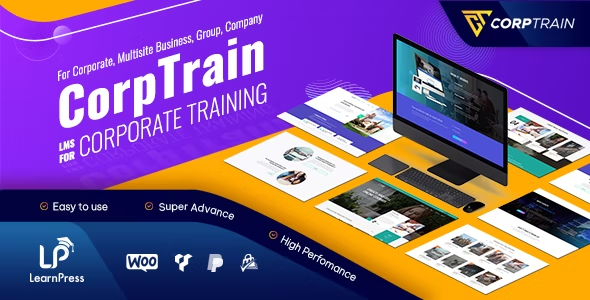 CORPTRAIN
For Corporate, Multisite Business, Group, Company
CorpTrain
LMS
FOR
CORPORATE TRAINING
Easy to use
Super Advance
High Perfomance
LP
LearnPress
WOO